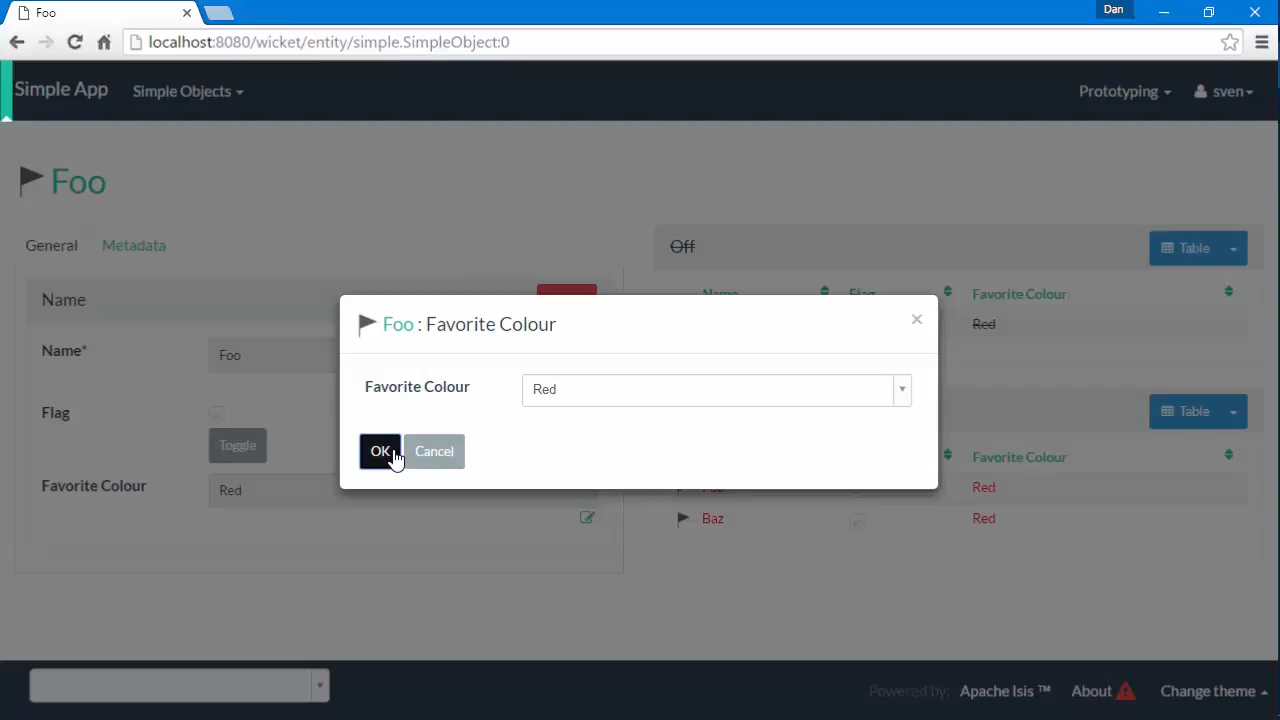 Foo
Dan
localhost:8080/wicket/entity/simple.SimpleObject:0
Simple App
Simple Objects
Prototyping
sven
Foo
General
Metadata
Off
Table
Name
Name
Flag
Favorite Colour
Red
Foo : Favorite Colour
Favorite Colour
Red
OK
Cancel
Name*
Foo
Flag
Toggle
Favorite Colour
Red
Table
Favorite Colour
Red
Baz
Red
Powered by:
Apache Isis ™
About
Change theme